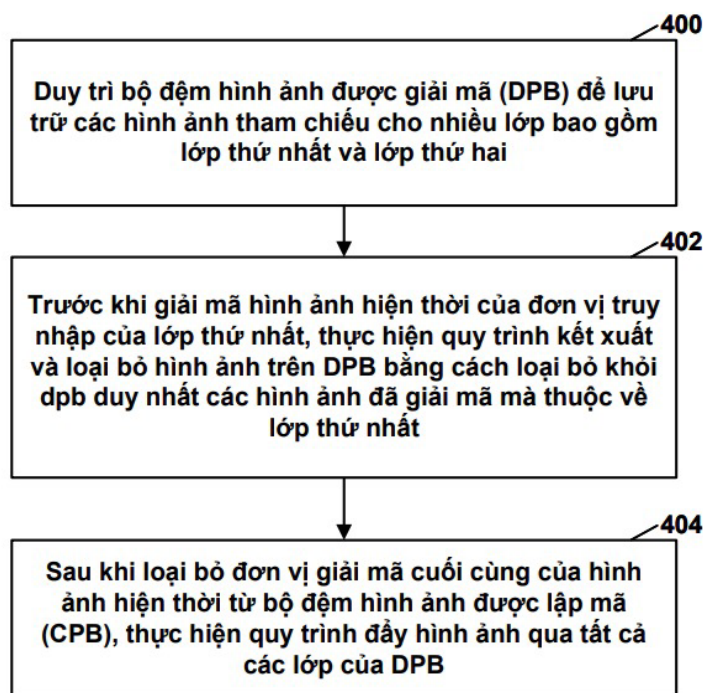 400
Duy trì bộ đệm hình ảnh được giải mã (DPB) để lưu
trữ các hình ảnh tham chiếu cho nhiều lớp bao gồm
lớp thứ nhất và lớp thứ hai
402
Trước khi giải mã hình ảnh hiện thời của đơn vị truy
nhập của lớp thứ nhất, thực hiện quy trình kết xuất
và loại bỏ hình ảnh trên DPB bằng cách loại bỏ khỏi
dpb duy nhất các hình ảnh đã giải mã mà thuộc về
lớp thứ nhất
404
Sau khi loại bỏ đơn vị giải mã cuối cùng của hình
ảnh hiện thời từ bộ đệm hình ảnh được lập mã
(CPB), thực hiện quy trình đẩy hình ảnh qua tất cả
các lớp của DPB